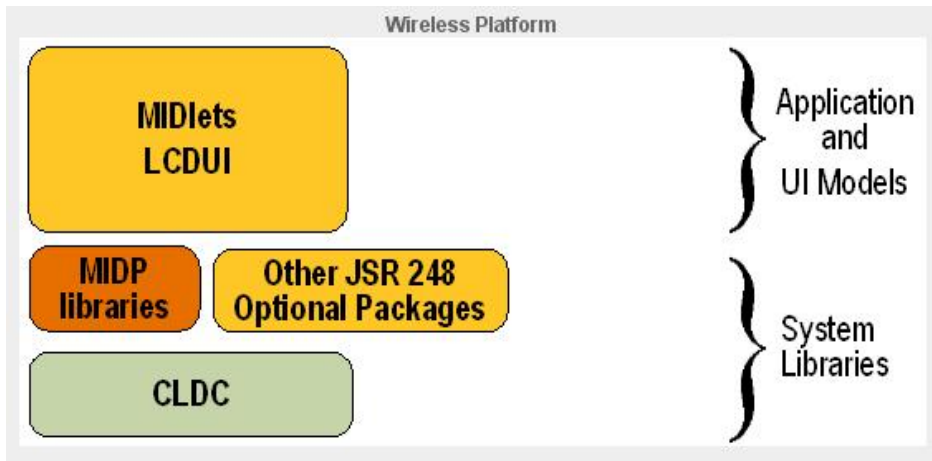 Wireless Platform
MIDlets
LCDUI
Application
and
UI Models
MIDP
libraries
Other JSR 248
Optional Packages
System
Libraries
CLDC